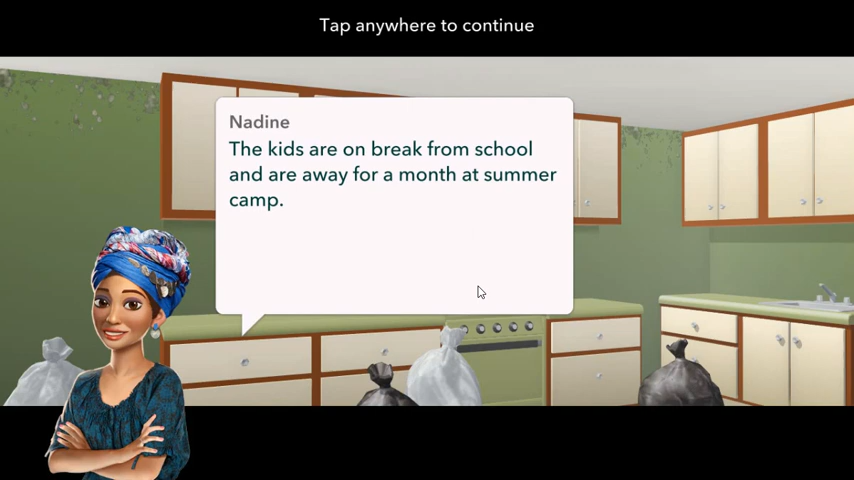 Tap anywhere to continue
Nadine
The kids are on break from school
and are away for a month at summer
camp.